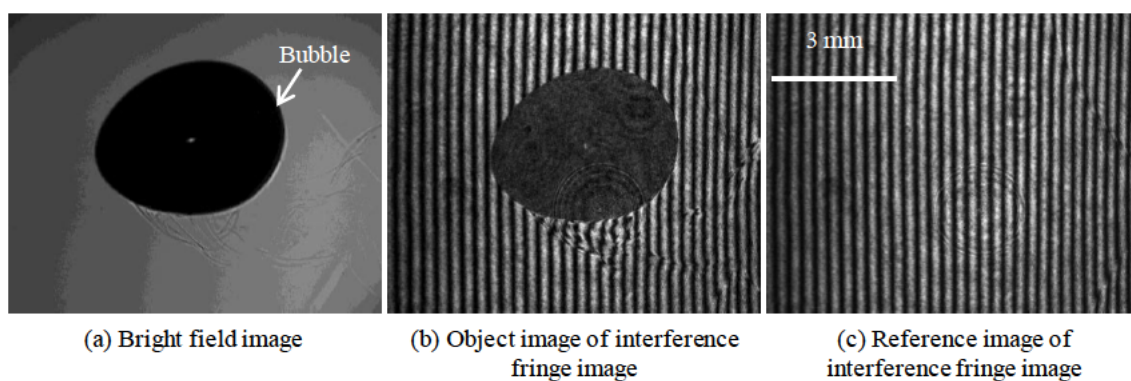 Bubble
3 mm
(a) Bright field image
(b) Object image of interference
fringe image
(c) Reference image of
interference fringe image